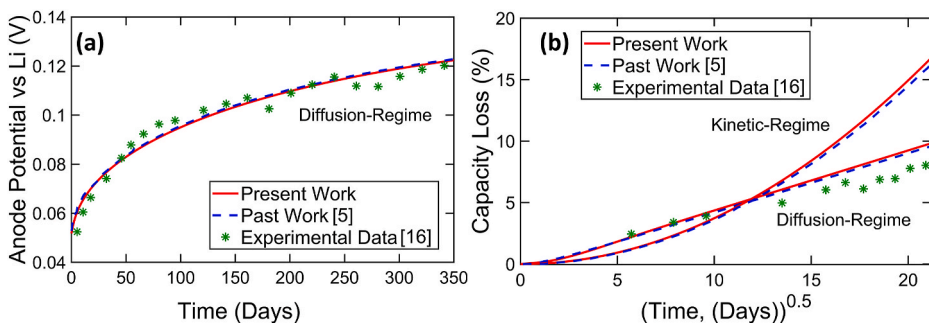 (a)
Anode Potential vs Li (V)
0.14
0.12
0.1
0.08
0.06
0.04
Diffusion-Regime
Present Work
Past Work [5]
Experimental Data [16]
0 50 100 150 200 250 300 350
Time (Days)
(b)
Capacity Loss (%)
20
15
10
5
0
Present Work
Past Work [5]
Experimental Data [16]
Kinetic-Regime
Diffusion-Regime
0 5 10 15 20
(Time, (Days))^0.5